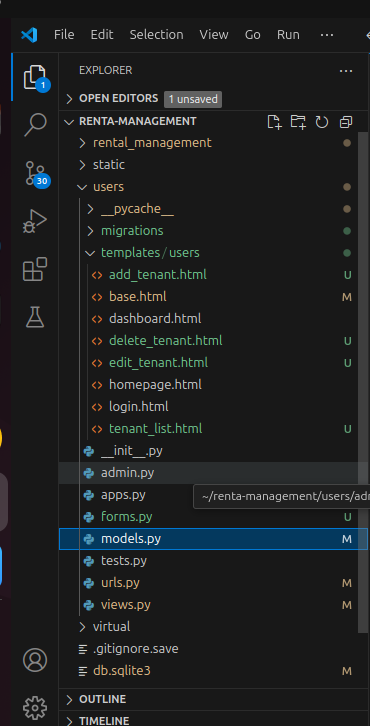 File Edit Selection View Go Run ···
EXPLORER ···
1
OPEN EDITORS 1 unsaved
RENTA-MANAGEMENT
rental_management
static
30
users
__pycache__
migrations
templates/users
add_tenant.html U
base.html M
dashboard.html
delete_tenant.html U
edit_tenant.html U
homepage.html
login.html
tenant_list.html U
__init__.py
admin.py
apps.py
~/renta-management/users/adm
forms.py U
models.py M
tests.py
urls.py M
views.py M
virtual
.gitignore.save
db.sqlite3 M
OUTLINE
TIMELINE